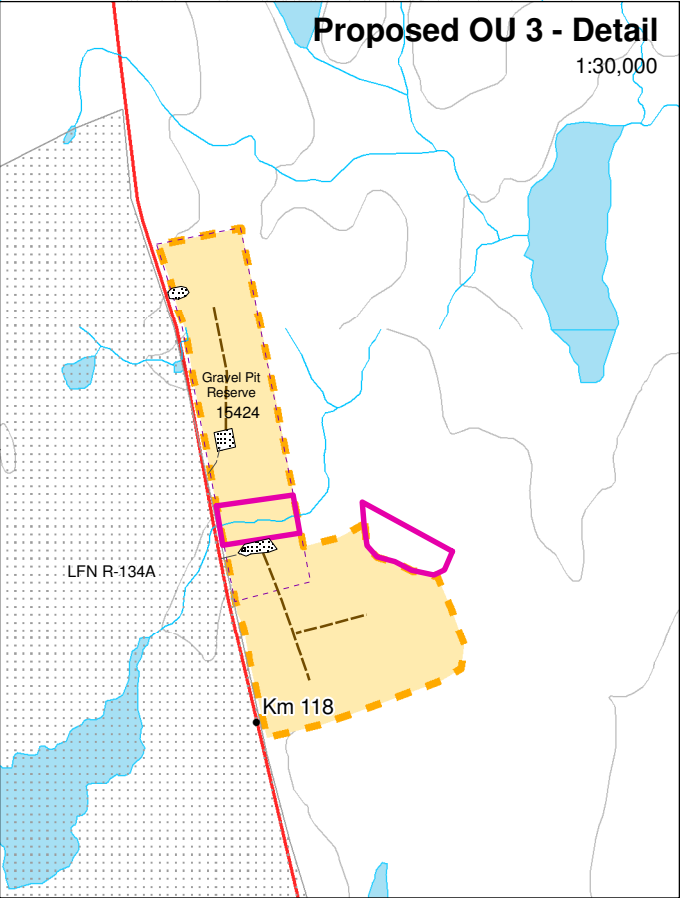 Proposed OU 3 - Detail
1:30,000
Gravel Pit
Reserve
15424
LFN R-134A
Km 118